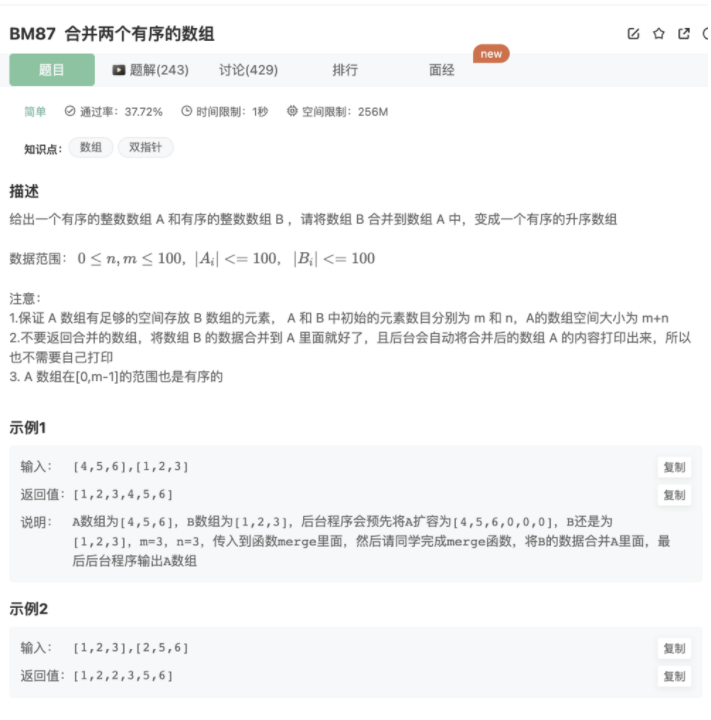 BM87 合并两个有序的数组
new
题目 题解(243) 讨论(429) 排行 面经
简单 通过率：37.72% 时间限制：1秒 空间限制：256M
知识点： 数组 双指针
描述
给出一个有序的整数数组 A 和有序的整数数组 B ，请将数组 B 合并到数组 A 中，变成一个有序的升序数组
数据范围：0 ≤ n, m ≤ 100，|A_i| <= 100，|B_i| <= 100
注意：
1.保证 A 数组有足够的空间存放 B 数组的元素， A 和 B 中初始的元素数目分别为 m 和 n，A的数组空间大小为 m+n
2.不要返回合并的数组，将数组 B 的数据合并到 A 里面就好了，且后台会自动将合并后的数组 A 的内容打印出来，所以
也不需要自己打印
3. A 数组在[0,m-1]的范围也是有序的
示例1
输入： [4,5,6],[1,2,3] 复制
返回值：[1,2,3,4,5,6] 复制
说明： A数组为[4,5,6]，B数组为[1,2,3]，后台程序会预先将A扩容为[4,5,6,0,0,0]，B还是为
[1,2,3]，m=3，n=3，传入到函数merge里面，然后请同学完成merge函数，将B的数据合并A里面，最
后后台程序输出A数组
示例2
输入： [1,2,3],[2,5,6] 复制
返回值：[1,2,2,3,5,6] 复制